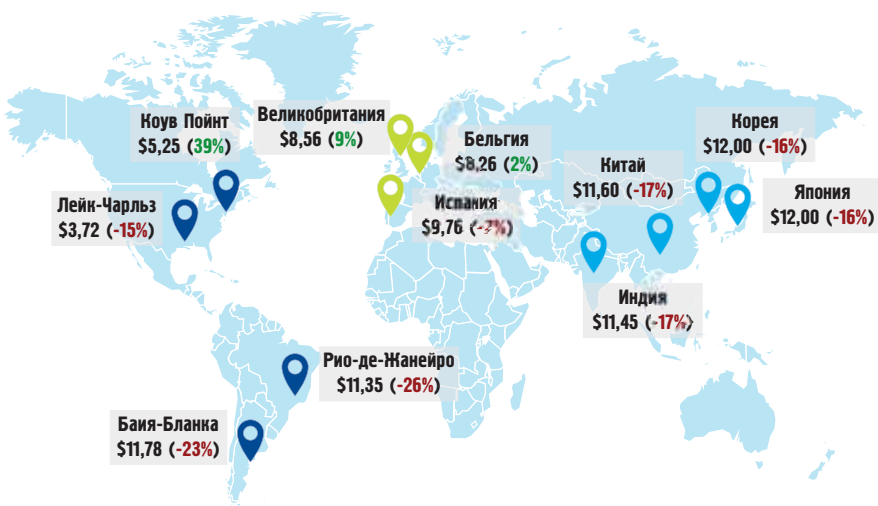 Коув Пойнт
$5,25 (39%)
Великобритания
$8,56 (9%)
Бельгия
$8,26 (2%)
Корея
$12,00 (-16%)
Китай
$11,60 (-17%)
Япония
$12,00 (-16%)
Лейк-Чарльз
$3,72 (-15%)
Испания
$9,76 (-7%)
Индия
$11,45 (-17%)
Рио-де-Жанейро
$11,35 (-26%)
Баия-Бланка
$11,78 (-23%)